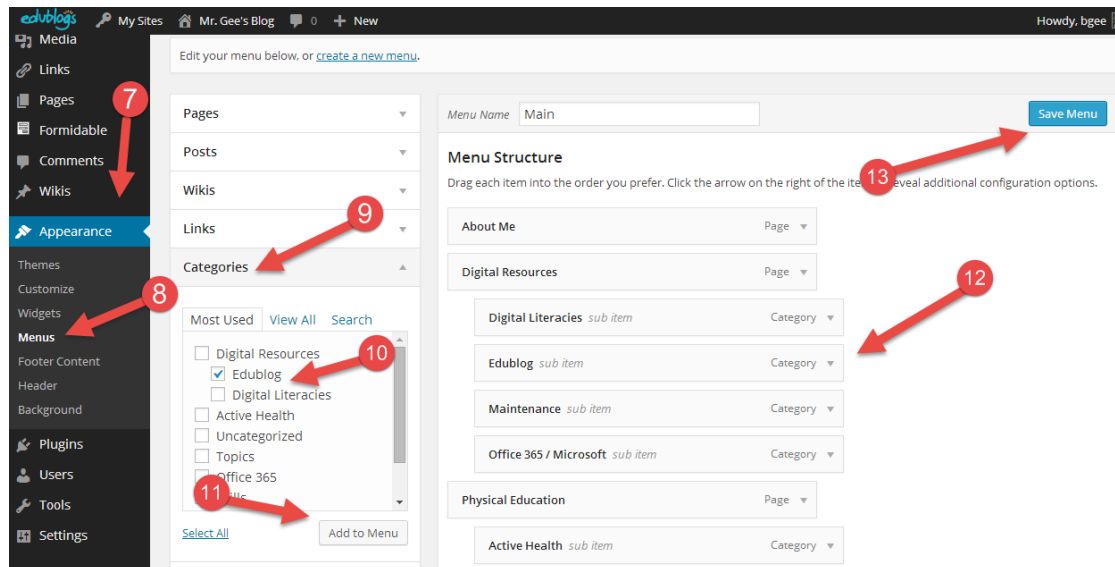 edublogs My Sites Mr. Gee's Blog 0 + New Howdy, bgee
Media
Links
Pages
Formidable
Comments
Wikis
Appearance
Themes
Customize
Widgets
Menus
Footer Content
Header
Background
Plugins
Users
Tools
Settings
7
8
Edit your menu below, or create a new menu.
Pages
Posts
Wikis
Links
9
Categories
Most Used View All Search
Digital Resources
10
Edublog
Digital Literacies
Active Health
Uncategorized
Topics
Office 365
11
Select All Add to Menu
Menu Name Main Save Menu
13
Menu Structure
Drag each item into the order you prefer. Click the arrow on the right of the reveal additional configuration options.
About Me Page
Digital Resources Page
12
Digital Literacies sub item Category
Edublog sub item Category
Maintenance sub item Category
Office 365 / Microsoft sub item Category
Physical Education Page
Active Health sub item Category